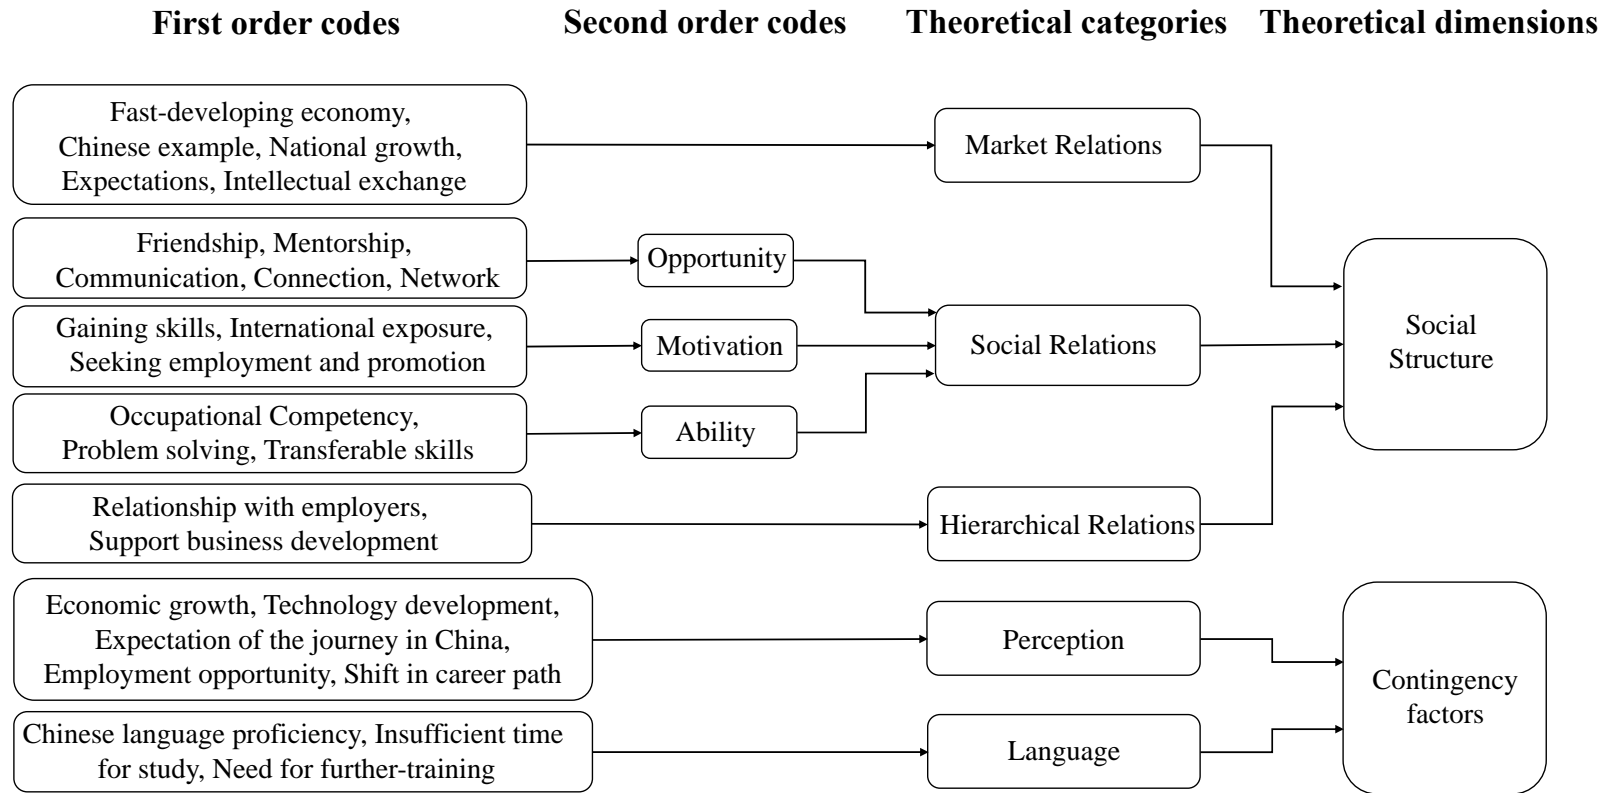 First order codes
Second order codes
Theoretical categories
Theoretical dimensions
Fast-developing economy,
Chinese example, National growth,
Expectations, Intellectual exchange
Market Relations
Friendship, Mentorship,
Communication, Connection, Network
Opportunity
Gaining skills, International exposure,
Seeking employment and promotion
Motivation
Social Relations
Social
Structure
Occupational Competency,
Problem solving, Transferable skills
Ability
Relationship with employers,
Support business development
Hierarchical Relations
Economic growth, Technology development,
Expectation of the journey in China,
Employment opportunity, Shift in career path
Perception
Contingency
factors
Chinese language proficiency, Insufficient time
for study, Need for further-training
Language